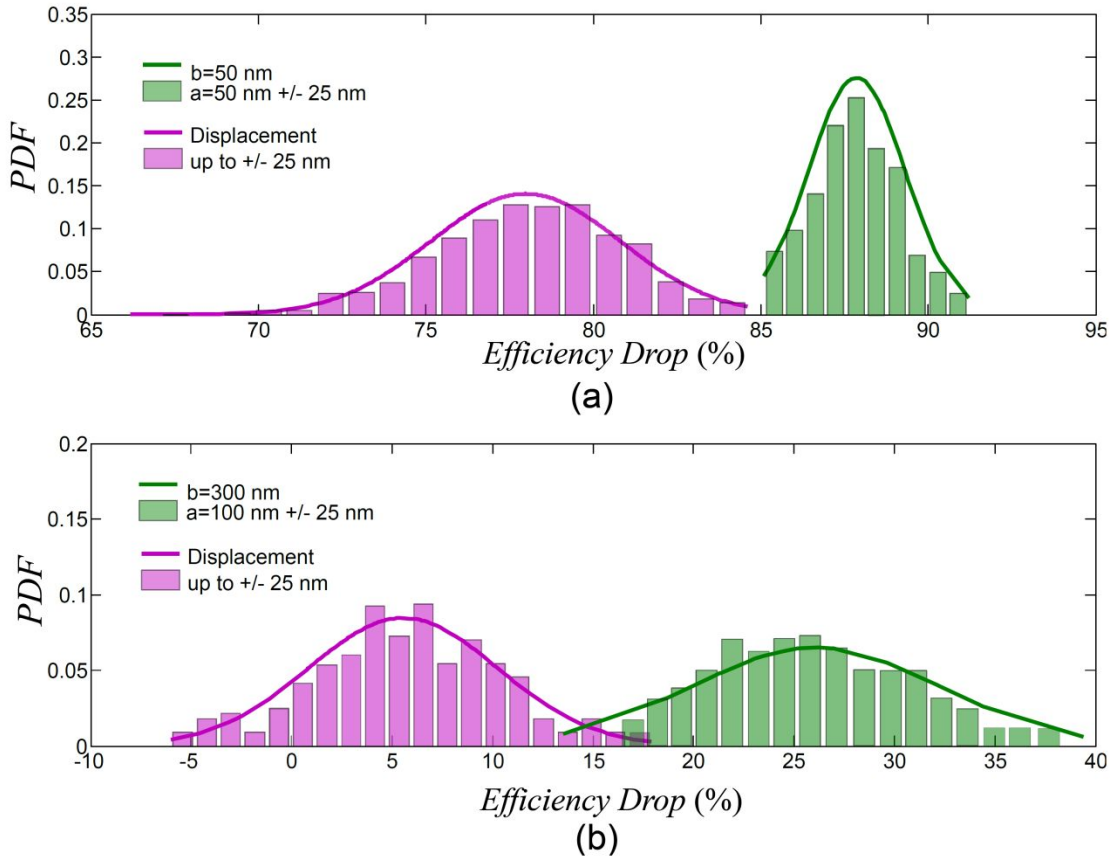 0.35
0.3
0.25
0.2
0.15
0.1
0.05
0
PDF
b=50 nm
a=50 nm +/- 25 nm
Displacement
up to +/- 25 nm
65 70 75 80 85 90 95
Efficiency Drop (%)
(a)
0.2
0.15
0.1
0.05
0
PDF
b=300 nm
a=100 nm +/- 25 nm
Displacement
up to +/- 25 nm
-10 -5 0 5 10 15 20 25 30 35 40
Efficiency Drop (%)
(b)